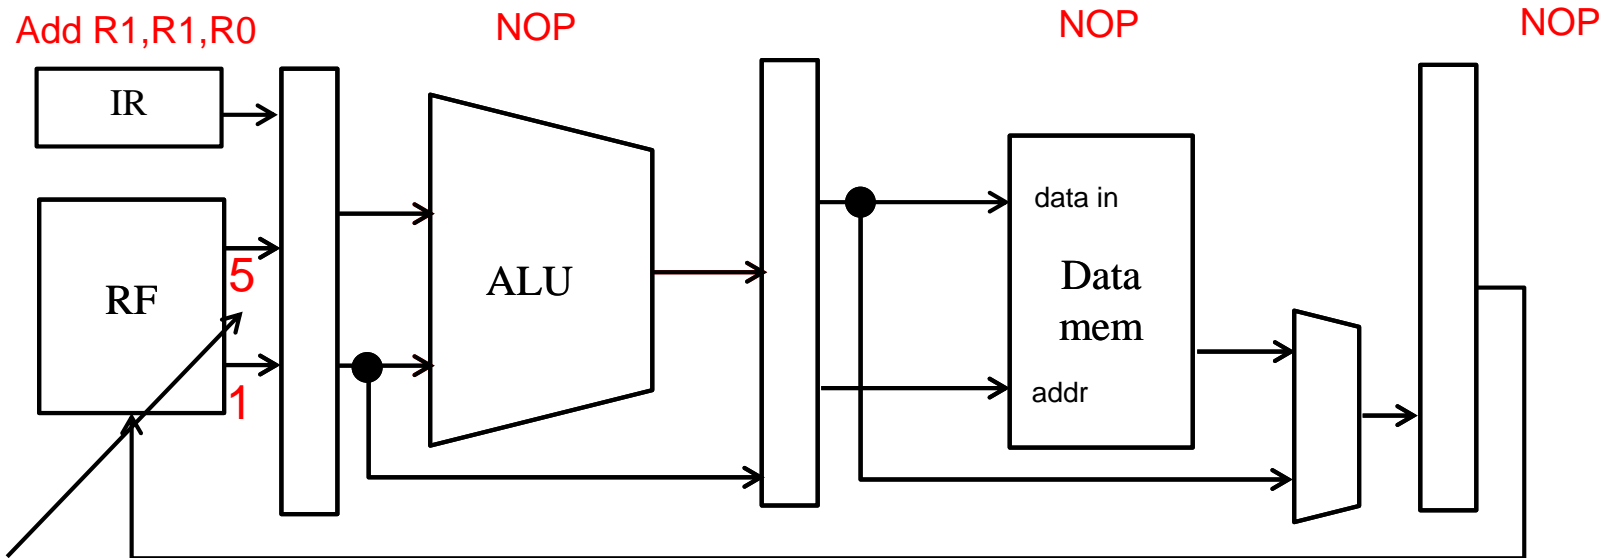 Add R1,R1,R0
NOP
NOP
NOP
IR
RF
5
1
ALU
data in
Data
mem
addr